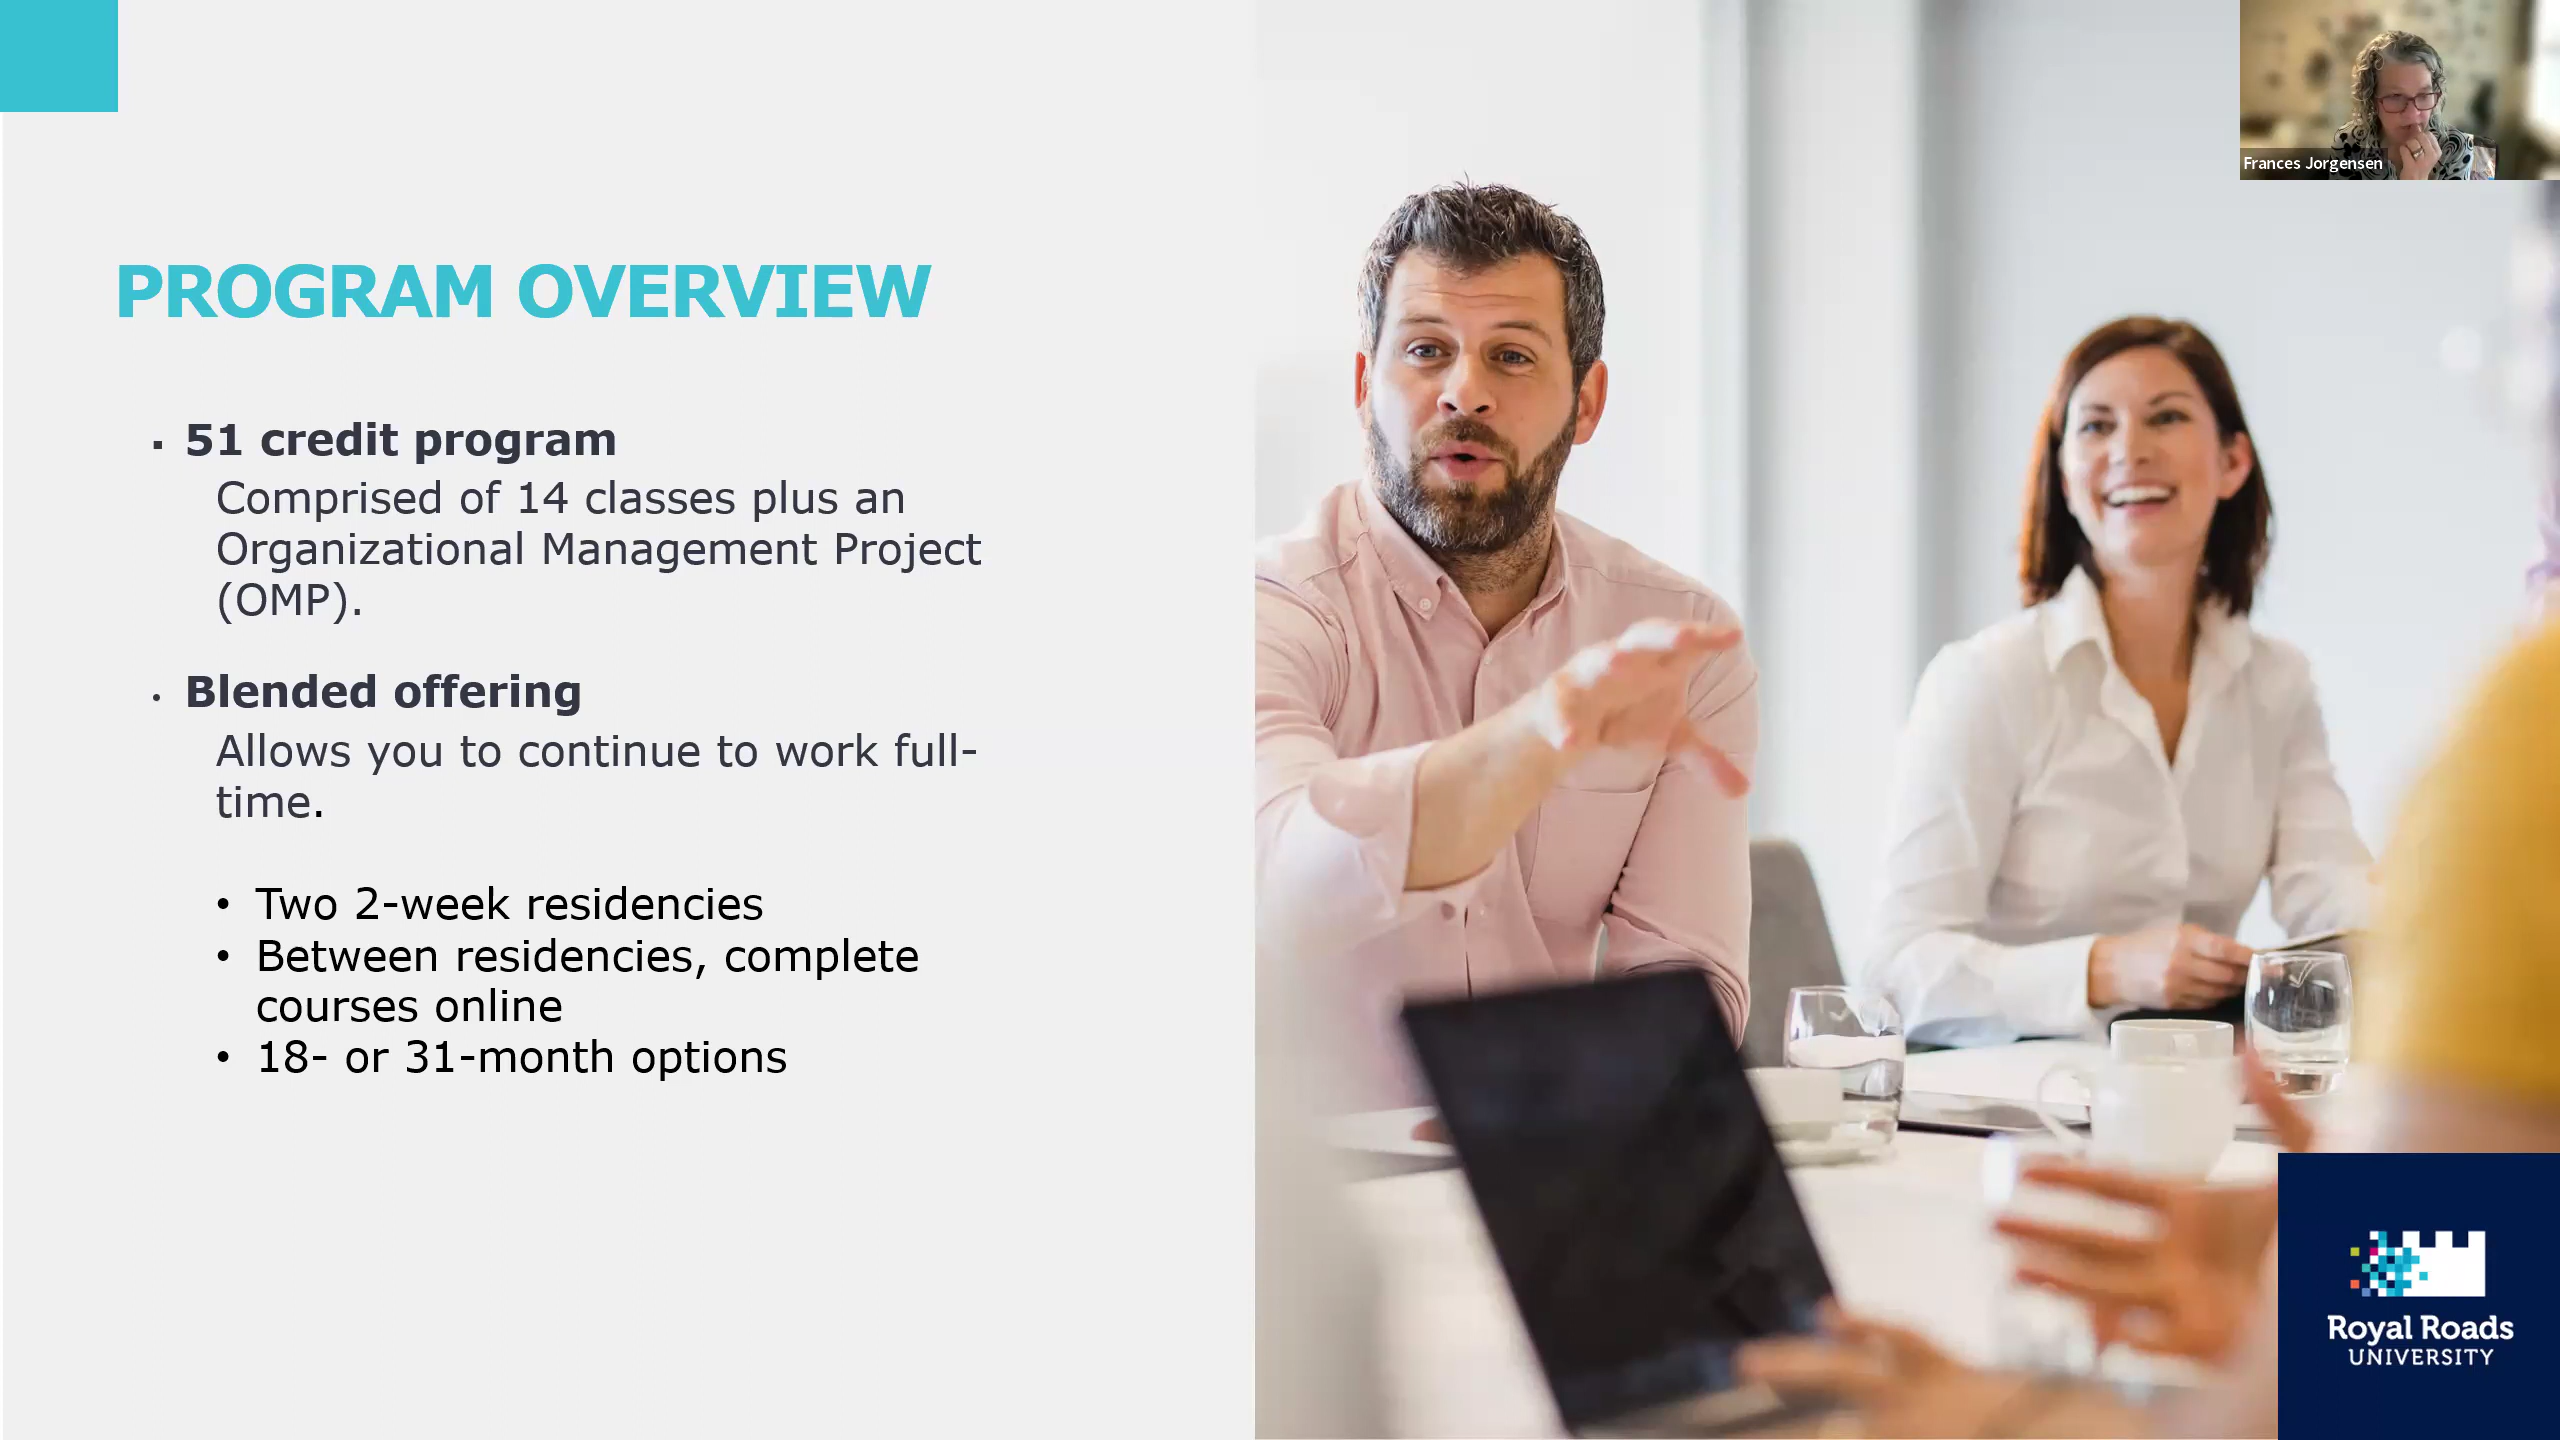 Frances Jorgensen
PROGRAM OVERVIEW
▪ 51 credit program
Comprised of 14 classes plus an
Organizational Management Project
(OMP).
• Blended offering
Allows you to continue to work full-
time.
• Two 2-week residencies
• Between residencies, complete
courses online
• 18- or 31-month options
Royal Roads
UNIVERSITY